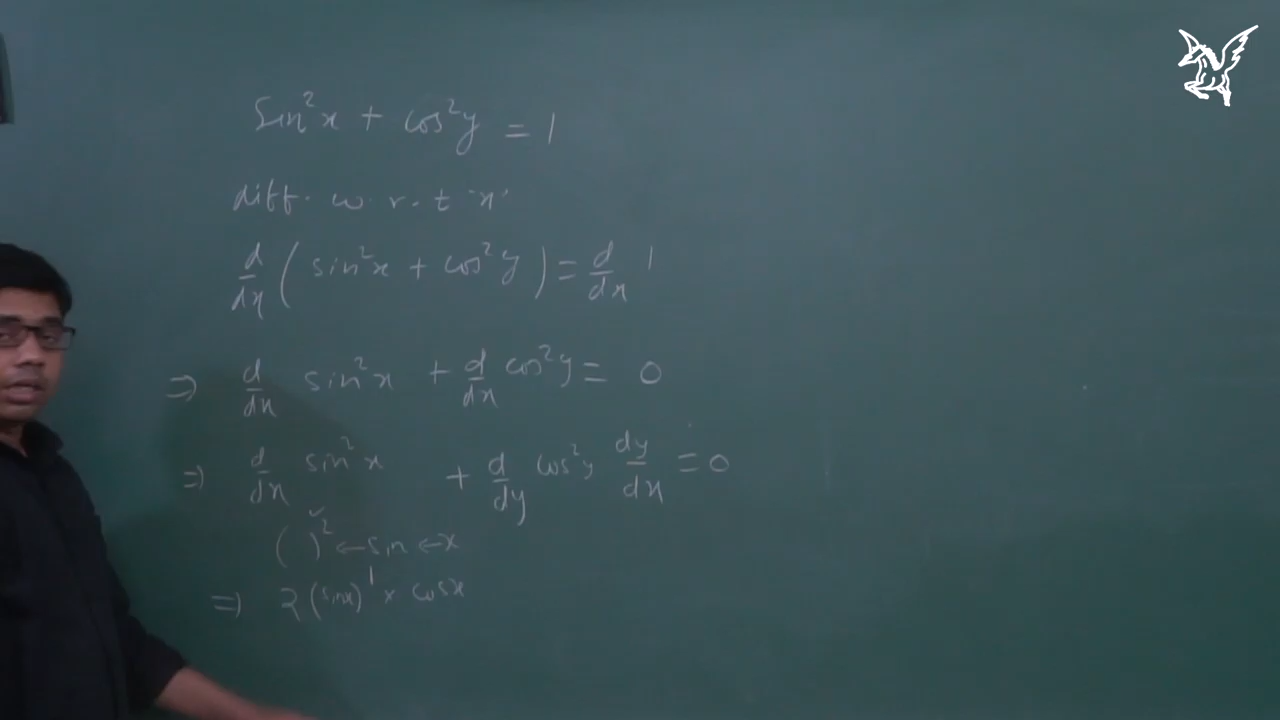 Sin²x + cos²y = 1
diff. w.r.t 'x'
d/dx ( sin²x + cos²y ) = d/dx 1
⇒ d/dx sin²x + d/dx cos²y = 0
⇒ d/dx sin²x + d/dy cos²y dy/dx = 0
( )² ← sin ← x
⇒ 2(sinx)¹ × cosx